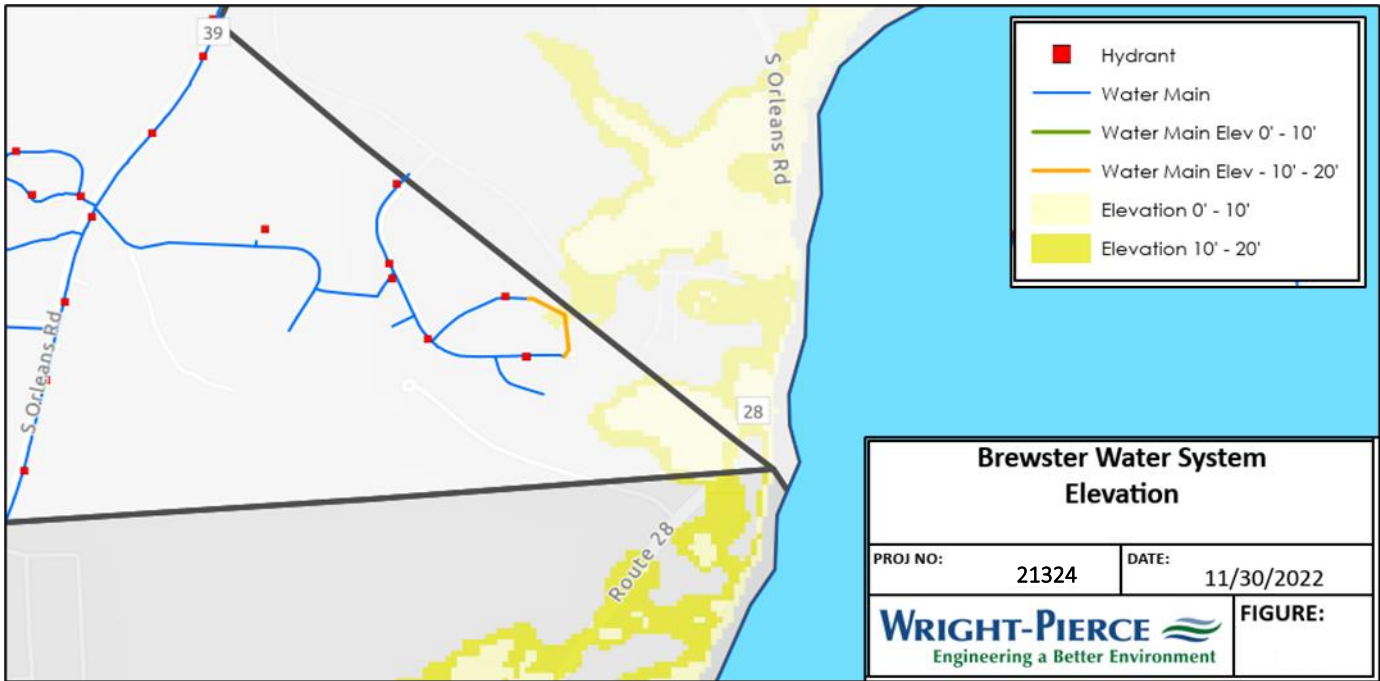 39
S Orleans Rd
S Orleans Rd
28
Route 28
Hydrant
Water Main
Water Main Elev 0' - 10'
Water Main Elev - 10' - 20'
Elevation 0' - 10'
Elevation 10' - 20'
Brewster Water System
Elevation
PROJ NO: 21324
DATE: 11/30/2022
WRIGHT-PIERCE
Engineering a Better Environment
FIGURE: